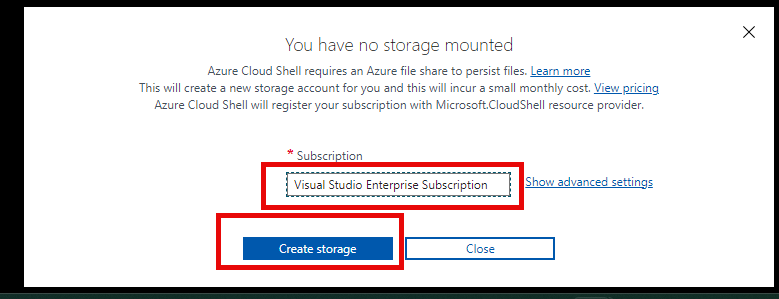 You have no storage mounted
Azure Cloud Shell requires an Azure file share to persist files. Learn more
This will create a new storage account for you and this will incur a small monthly cost. View pricing
Azure Cloud Shell will register your subscription with Microsoft.CloudShell resource provider.
* Subscription
Visual Studio Enterprise Subscription Show advanced settings
Create storage Close